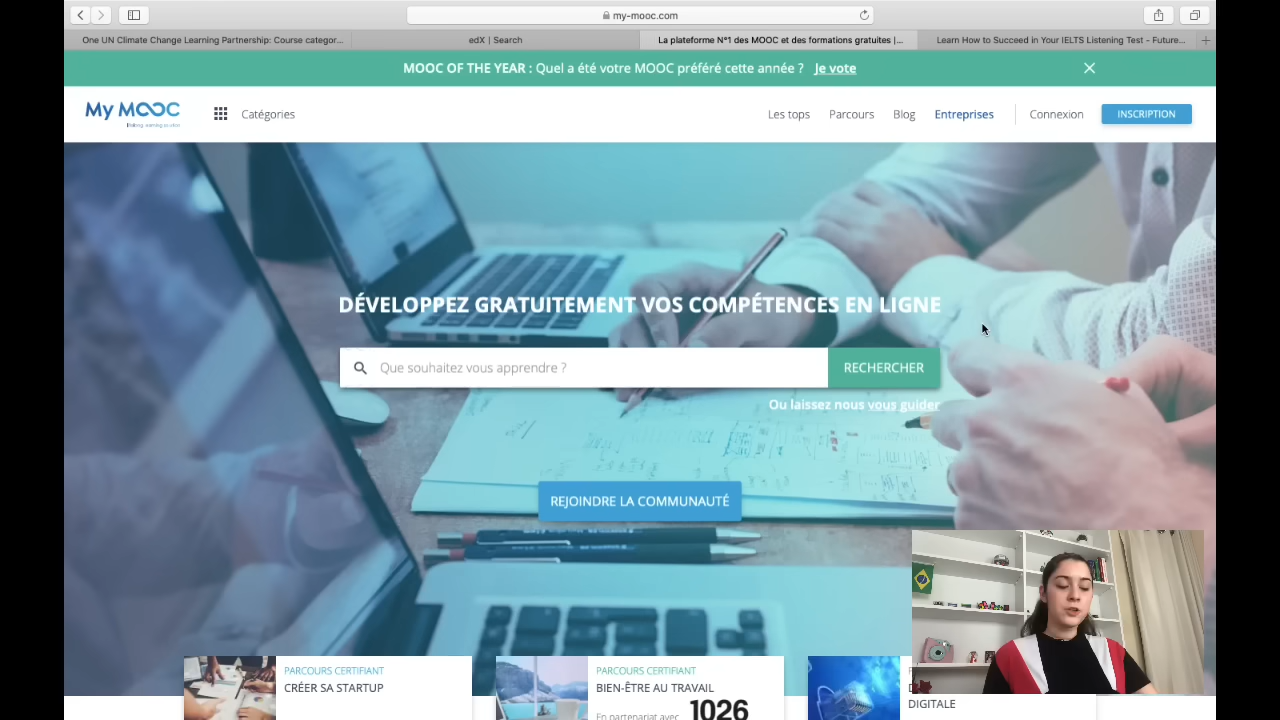 my-mooc.com
One UN Climate Change Learning Partnership: Course categor...
edX | Search
La plateforme N°1 des MOOC et des formations gratuites |...
Learn How to Succeed in Your IELTS Listening Test - Future...
MOOC OF THE YEAR : Quel a été votre MOOC préféré cette année ? Je vote
My MOOC
Catégories
Les tops
Parcours
Blog
Entreprises
Connexion
INSCRIPTION
DÉVELOPPEZ GRATUITEMENT VOS COMPÉTENCES EN LIGNE
Que souhaitez vous apprendre ?
RECHERCHER
Ou laissez nous vous guider
REJOINDRE LA COMMUNAUTÉ
PARCOURS CERTIFIANT
CRÉER SA STARTUP
PARCOURS CERTIFIANT
BIEN-ÊTRE AU TRAVAIL
En partenariat avec 1026
DIGITALE